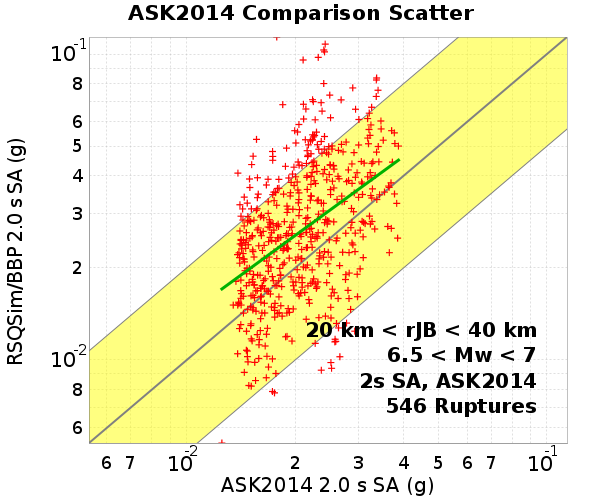 ASK2014 Comparison Scatter
RSQSim/BBP 2.0 s SA (g)
10-1
8
6
5
4
3
2
10-2
8
6
20 km < rJB < 40 km
6.5 < Mw < 7
2s SA, ASK2014
546 Ruptures
6 7 10-2 2 3 4 5 6 7 8 10-1
ASK2014 2.0 s SA (g)